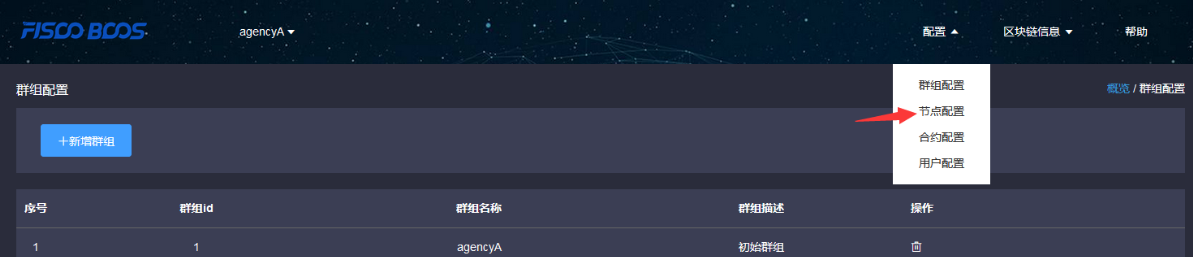 FISCO BCOS agencyA 配置 区块链信息 帮助
群组配置 概览 / 群组配置
群组配置
节点配置
合约配置
用户配置
+新增群组
序号 群组id 群组名称 群组描述 操作
1 1 agencyA 初始群组